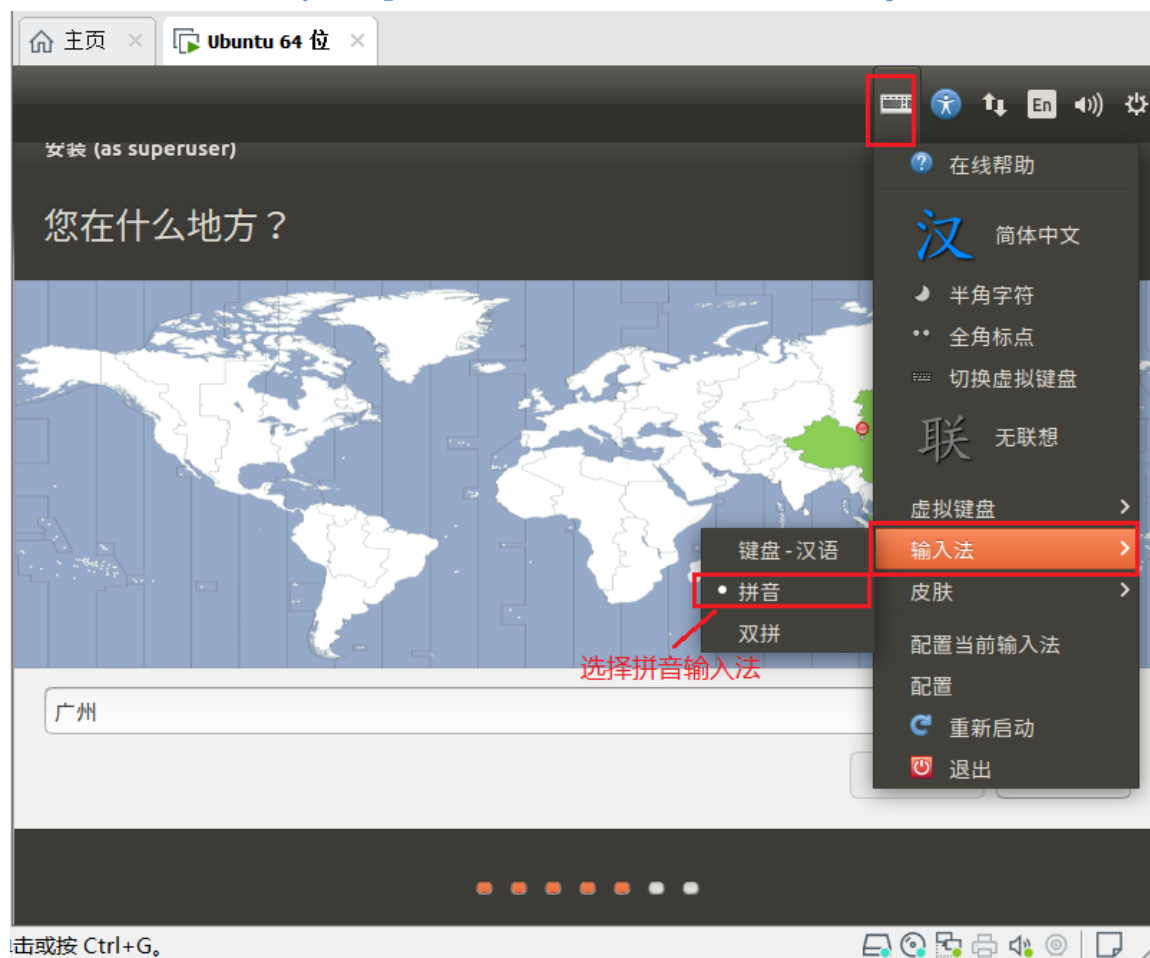 主页
Ubuntu 64 位
En
安装 (as superuser)
您在什么地方？
在线帮助
汉 简体中文
半角字符
全角标点
切换虚拟键盘
联 无联想
虚拟键盘
输入法
皮肤
键盘 - 汉语
拼音
双拼
选择拼音输入法
配置当前输入法
配置
重新启动
退出
广州
击或按 Ctrl+G。